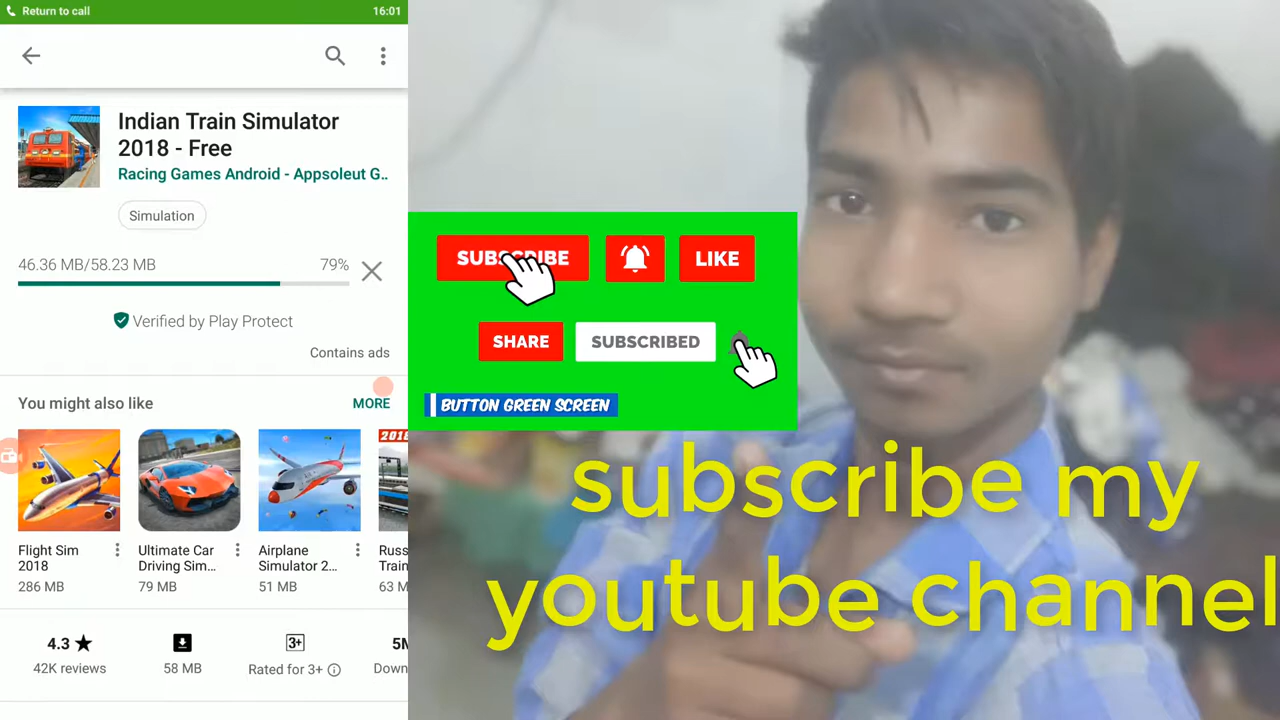 Return to call
16:01
Indian Train Simulator
2018 - Free
Racing Games Android - Appsoleut G..
Simulation
46.36 MB/58.23 MB
79%
Verified by Play Protect
Contains ads
You might also like
MORE
2018
Flight Sim
2018
286 MB
Ultimate Car
Driving Sim...
79 MB
Airplane
Simulator 2...
51 MB
Russ
Train
63 M
4.3
42K reviews
58 MB
3+
Rated for 3+
5M
Down
SUBSCRIBE
LIKE
SHARE
SUBSCRIBED
BUTTON GREEN SCREEN
subscribe my
youtube channel